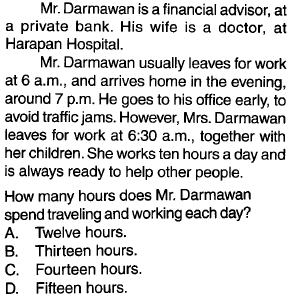 Mr. Darmawan is a financial advisor, at
a private bank. His wife is a doctor, at
Harapan Hospital.
Mr. Darmawan usually leaves for work
at 6 a.m., and arrives home in the evening,
around 7 p.m. He goes to his office early, to
avoid traffic jams. However, Mrs. Darmawan
leaves for work at 6:30 a.m., together with
her children. She works ten hours a day and
is always ready to help other people.
How many hours does Mr. Darmawan
spend traveling and working each day?
A. Twelve hours.
B. Thirteen hours.
C. Fourteen hours.
D. Fifteen hours.